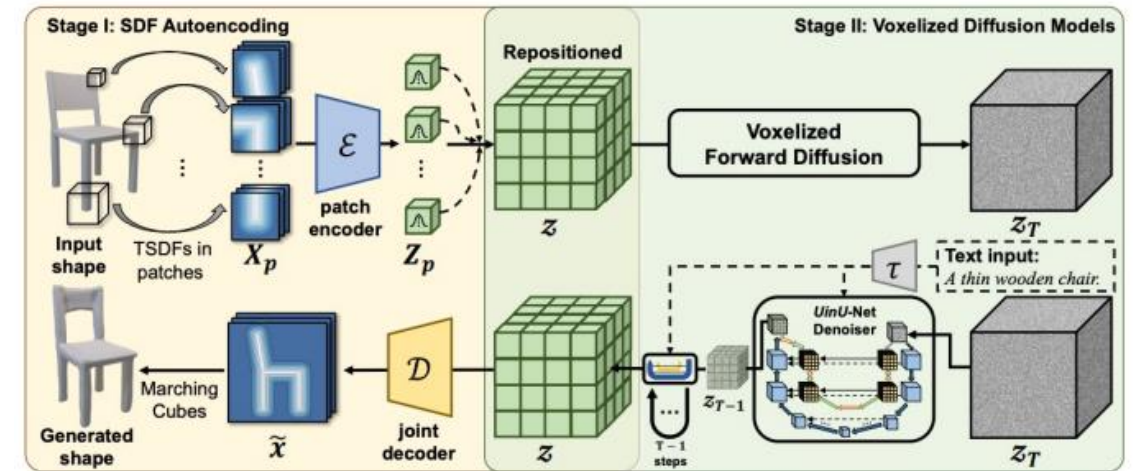 Stage I: SDF Autoencoding
Stage II: Voxelized Diffusion Models
Repositioned
ℰ
Voxelized
Forward Diffusion
patch
encoder
Input
shape
TSDFs in
patches
X_p
Z_p
z
z_T
τ
Text input:
A thin wooden chair.
UinU-Net
Denoiser
Marching
Cubes
𝒟
z_{T-1}
...
T − 1
steps
Generated
shape
x̃
joint
decoder
z
z_T